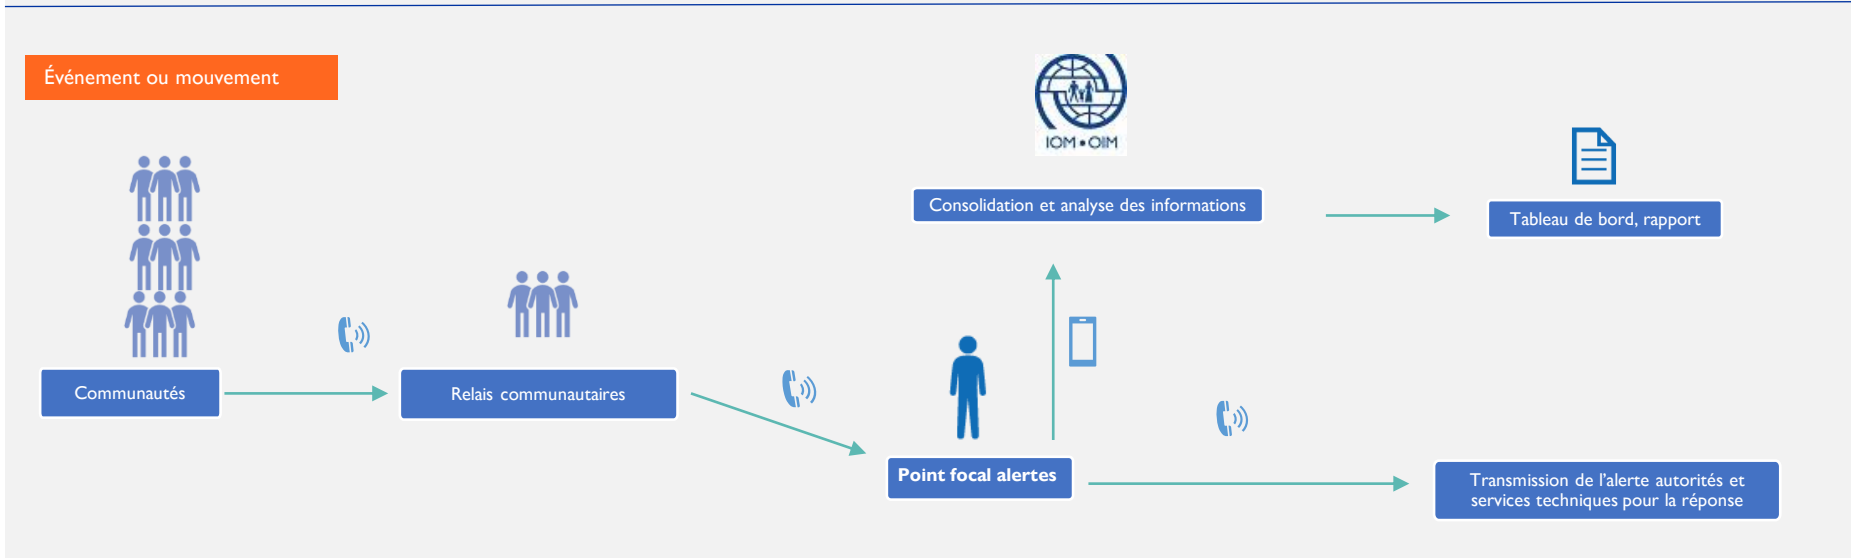 Événement ou mouvement
IOM • OIM
Consolidation et analyse des informations
Tableau de bord, rapport
Communautés
Relais communautaires
Point focal alertes
Transmission de l’alerte autorités et
services techniques pour la réponse